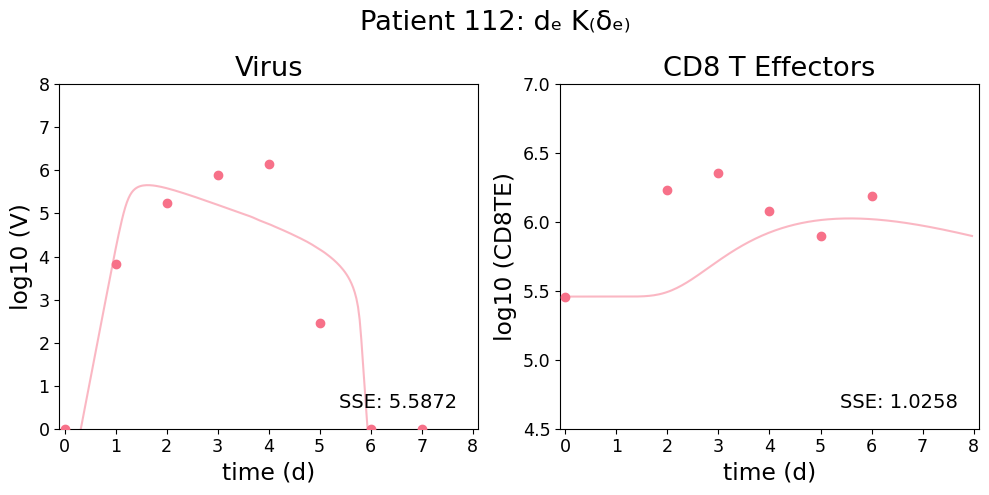 Patient 112: dₑ K₍δₑ₎
Virus
CD8 T Effectors
log10 (V)
8
7
6
5
4
3
2
1
0
SSE: 5.5872
0 1 2 3 4 5 6 7 8
time (d)
log10 (CD8TE)
7.0
6.5
6.0
5.5
5.0
4.5
SSE: 1.0258
0 1 2 3 4 5 6 7 8
time (d)